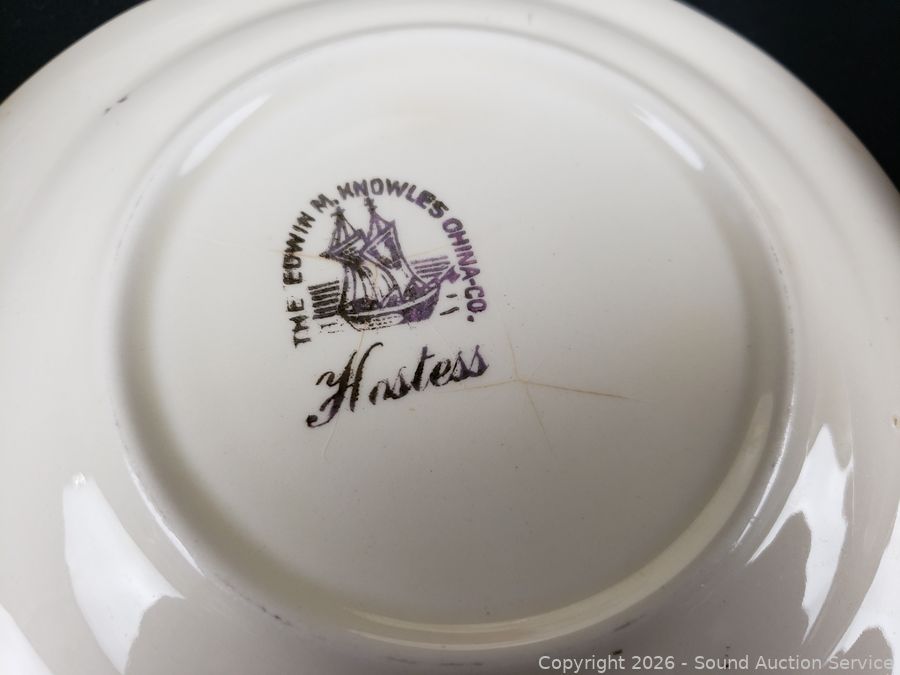 THE EDWIN M. KNOWLES CHINA-CO.
Hostess
Copyright 2026 - Sound Auction Service